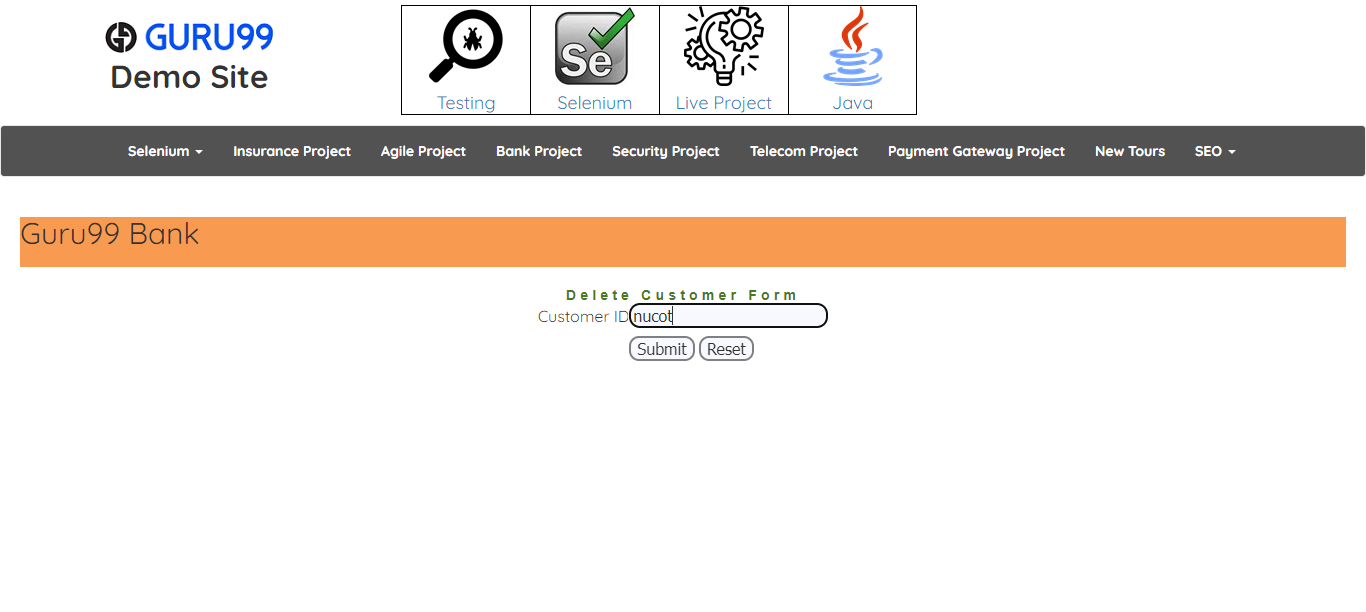 GURU99
Demo Site
Se
Testing
Selenium
Live Project
Java
Selenium
Insurance Project
Agile Project
Bank Project
Security Project
Telecom Project
Payment Gateway Project
New Tours
SEO
Guru99 Bank
Delete Customer Form
Customer ID nucot
Submit Reset